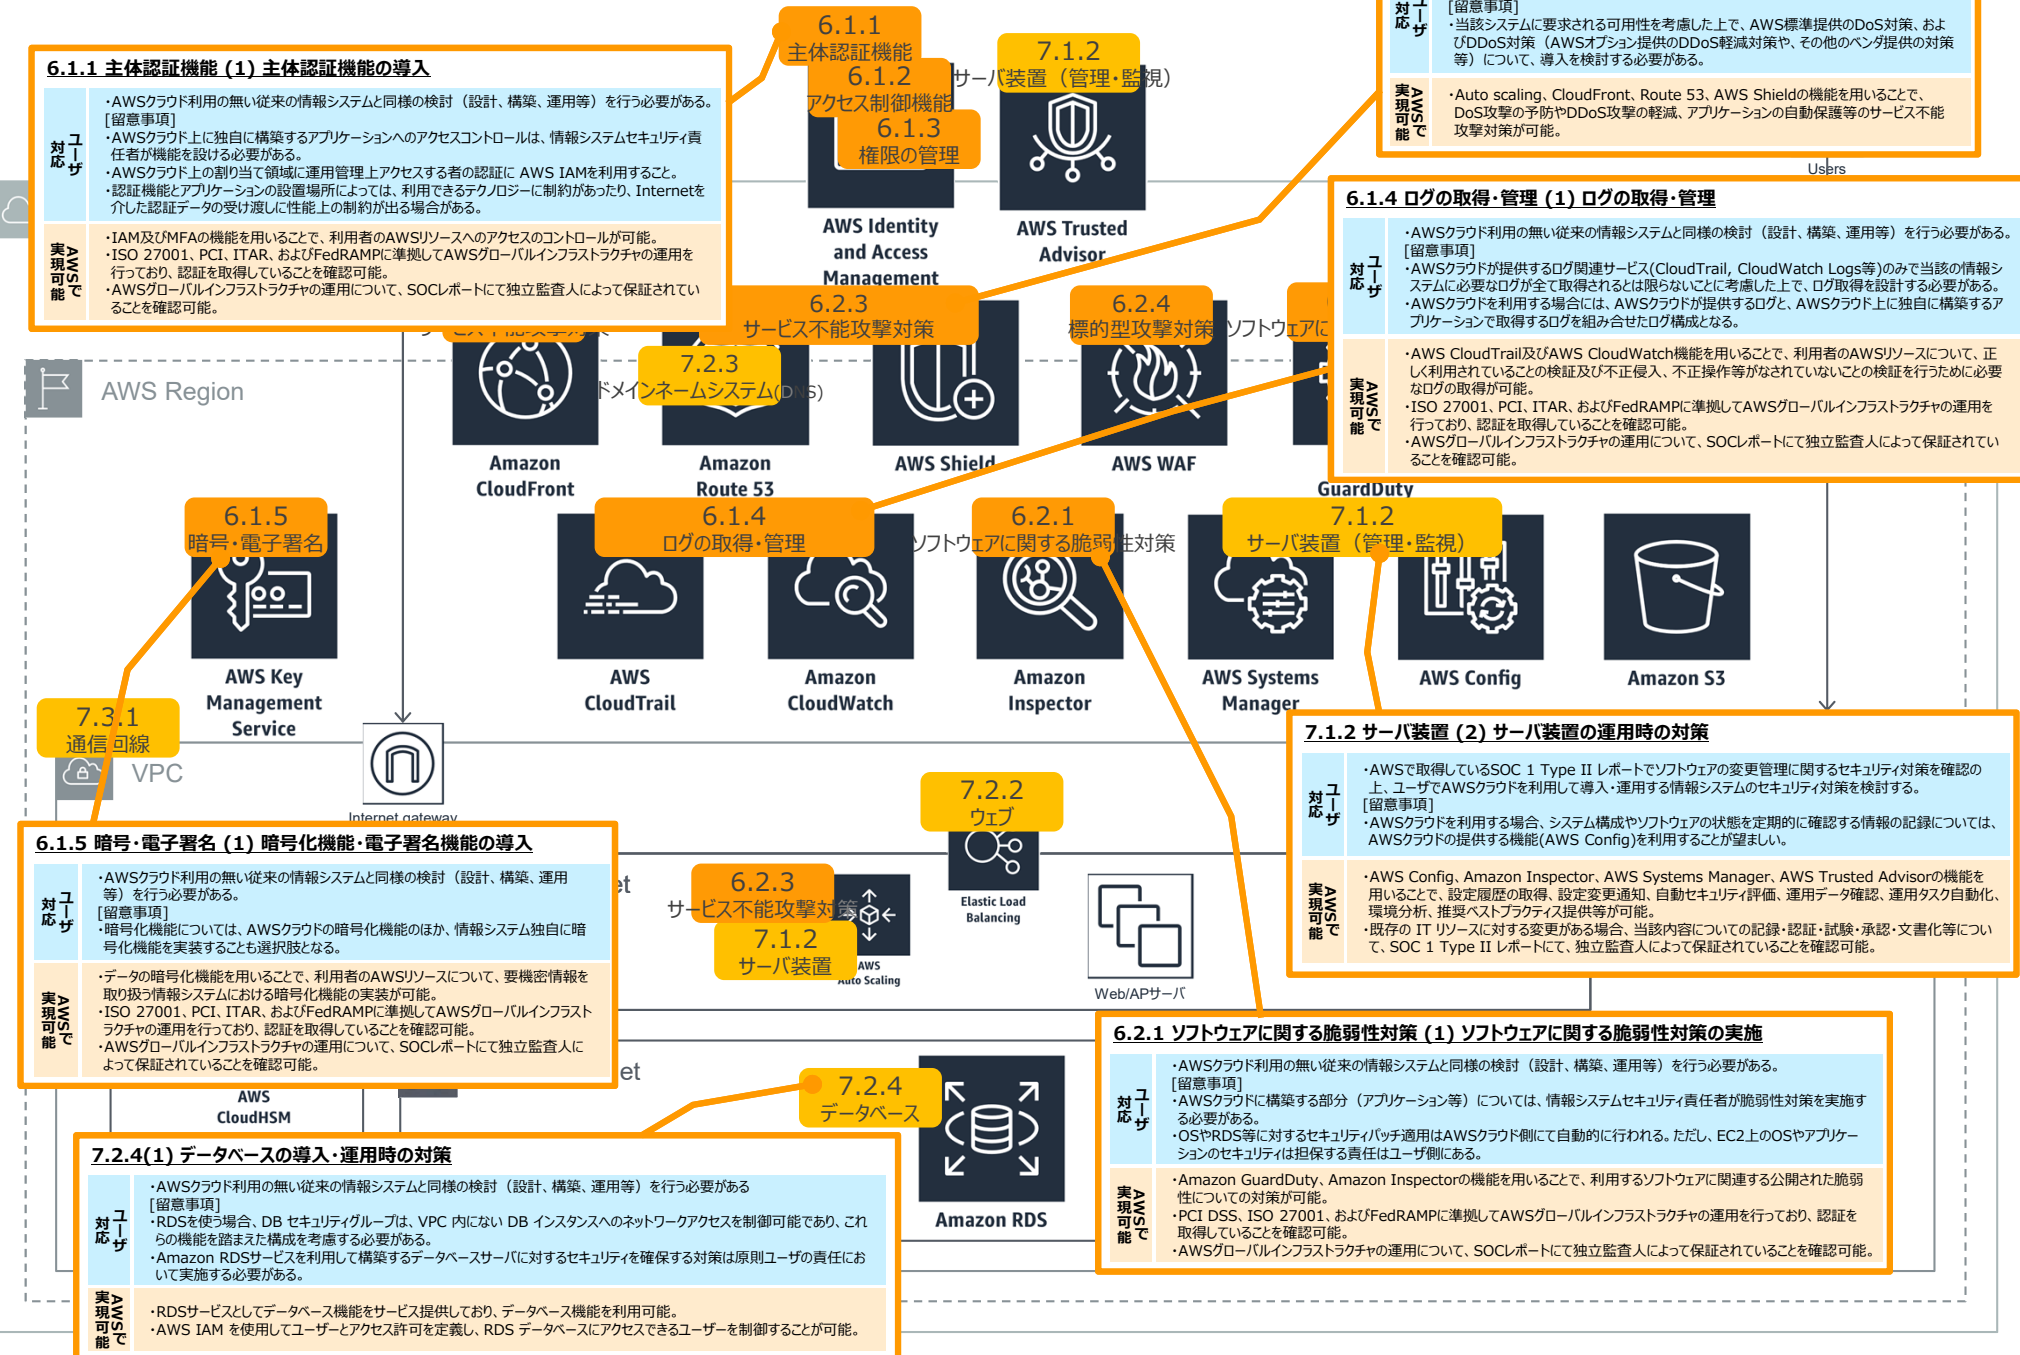 6.1.1 主体認証機能 (1) 主体認証機能の導入
ユーザ対応
・AWSクラウド利用の無い従来の情報システムと同様の検討（設計、構築、運用等）を行う必要がある。
[留意事項]
・AWSクラウド上に独自に構築するアプリケーションへのアクセスコントロールは、情報システムセキュリティ責
任者が機能を設ける必要がある。
・AWSクラウド上の割り当て領域に運用管理上アクセスする者の認証に AWS IAMを利用すること。
・認証機能とアプリケーションの設置場所によっては、利用できるテクノロジーに制約があったり、Internetを
介した認証データの受け渡しに性能上の制約が出る場合がある。
AWSで実現可能
・IAM及びMFAの機能を用いることで、利用者のAWSリソースへのアクセスのコントロールが可能。
・ISO 27001、PCI、ITAR、およびFedRAMPに準拠してAWSグローバルインフラストラクチャの運用を
行っており、認証を取得していることを確認可能。
・AWSグローバルインフラストラクチャの運用について、SOCレポートにて独立監査人によって保証されてい
ることを確認可能。
6.1.1
主体認証機能
6.1.2
アクセス制御機能
6.1.3
権限の管理
7.1.2
サーバ装置（管理・監視）
AWS Identity
and Access
Management
AWS Trusted
Advisor
ユーザ対応
[留意事項]
・当該システムに要求される可用性を考慮した上で、AWS標準提供のDoS対策、およ
びDDoS対策（AWSオプション提供のDDoS軽減対策や、その他のベンダ提供の対策
等）について、導入を検討する必要がある。
AWSで実現可能
・Auto scaling、CloudFront、Route 53、AWS Shieldの機能を用いることで、
DoS攻撃の予防やDDoS攻撃の軽減、アプリケーションの自動保護等のサービス不能
攻撃対策が可能。
Users
6.1.4 ログの取得・管理 (1) ログの取得・管理
ユーザ対応
・AWSクラウド利用の無い従来の情報システムと同様の検討（設計、構築、運用等）を行う必要がある。
[留意事項]
・AWSクラウドが提供するログ関連サービス(CloudTrail, CloudWatch Logs等)のみで当該の情報シ
ステムに必要なログが全て取得されるとは限らないことに考慮した上で、ログ取得を設計する必要がある。
・AWSクラウドを利用する場合には、AWSクラウドが提供するログと、AWSクラウド上に独自に構築するア
プリケーションで取得するログを組み合せたログ構成となる。
AWSで実現可能
・AWS CloudTrail及びAWS CloudWatch機能を用いることで、利用者のAWSリソースについて、正
しく利用されていることの検証及び不正侵入、不正操作等がなされていないことの検証を行うために必要
なログの取得が可能。
・ISO 27001、PCI、ITAR、およびFedRAMPに準拠してAWSグローバルインフラストラクチャの運用を
行っており、認証を取得していることを確認可能。
・AWSグローバルインフラストラクチャの運用について、SOCレポートにて独立監査人によって保証されてい
ることを確認可能。
サービス不能攻撃対策
6.2.3
サービス不能攻撃対策
6.2.4
標的型攻撃対策
ソフトウェアに
AWS Region
7.2.3
ドメインネームシステム(DNS)
Amazon
CloudFront
Amazon
Route 53
AWS Shield
AWS WAF
GuardDuty
6.1.5
暗号・電子署名
6.1.4
ログの取得・管理
6.2.1
ソフトウェアに関する脆弱性対策
7.1.2
サーバ装置（管理・監視）
AWS Key
Management
Service
AWS
CloudTrail
Amazon
CloudWatch
Amazon
Inspector
AWS Systems
Manager
AWS Config
Amazon S3
7.3.1
通信回線
VPC
Internet gateway
7.2.2
ウェブ
Elastic Load
Balancing
7.1.2 サーバ装置 (2) サーバ装置の運用時の対策
ユーザ対応
・AWSで取得しているSOC 1 Type II レポートでソフトウェアの変更管理に関するセキュリティ対策を確認の
上、ユーザでAWSクラウドを利用して導入・運用する情報システムのセキュリティ対策を検討する。
[留意事項]
・AWSクラウドを利用する場合、システム構成やソフトウェアの状態を定期的に確認する情報の記録については、
AWSクラウドの提供する機能(AWS Config)を利用することが望ましい。
AWSで実現可能
・AWS Config、Amazon Inspector、AWS Systems Manager、AWS Trusted Advisorの機能を
用いることで、設定履歴の取得、設定変更通知、自動セキュリティ評価、運用データ確認、運用タスク自動化、
環境分析、推奨ベストプラクティス提供等が可能。
・既存の IT リソースに対する変更がある場合、当該内容についての記録・認証・試験・承認・文書化等につい
て、SOC 1 Type II レポートにて、独立監査人によって保証されていることを確認可能。
6.1.5 暗号・電子署名 (1) 暗号化機能・電子署名機能の導入
ユーザ対応
・AWSクラウド利用の無い従来の情報システムと同様の検討（設計、構築、運用
等）を行う必要がある。
[留意事項]
・暗号化機能については、AWSクラウドの暗号化機能のほか、情報システム独自に暗
号化機能を実装することも選択肢となる。
AWSで実現可能
・データの暗号化機能を用いることで、利用者のAWSリソースについて、要機密情報を
取り扱う情報システムにおける暗号化機能の実装が可能。
・ISO 27001、PCI、ITAR、およびFedRAMPに準拠してAWSグローバルインフラスト
ラクチャの運用を行っており、認証を取得していることを確認可能。
・AWSグローバルインフラストラクチャの運用について、SOCレポートにて独立監査人に
よって保証されていることを確認可能。
et
6.2.3
サービス不能攻撃対策
7.1.2
サーバ装置
AWS
Auto Scaling
Web/APサーバ
et
AWS
CloudHSM
7.2.4
データベース
Amazon RDS
6.2.1 ソフトウェアに関する脆弱性対策 (1) ソフトウェアに関する脆弱性対策の実施
ユーザ対応
・AWSクラウド利用の無い従来の情報システムと同様の検討（設計、構築、運用等）を行う必要がある。
[留意事項]
・AWSクラウドに構築する部分（アプリケーション等）については、情報システムセキュリティ責任者が脆弱性対策を実施す
る必要がある。
・OSやRDS等に対するセキュリティパッチ適用はAWSクラウド側にて自動的に行われる。ただし、EC2上のOSやアプリケー
ションのセキュリティは担保する責任はユーザ側にある。
AWSで実現可能
・Amazon GuardDuty、Amazon Inspectorの機能を用いることで、利用するソフトウェアに関連する公開された脆弱
性についての対策が可能。
・PCI DSS、ISO 27001、およびFedRAMPに準拠してAWSグローバルインフラストラクチャの運用を行っており、認証を
取得していることを確認可能。
・AWSグローバルインフラストラクチャの運用について、SOCレポートにて独立監査人によって保証されていることを確認可能。
7.2.4(1) データベースの導入・運用時の対策
ユーザ対応
・AWSクラウド利用の無い従来の情報システムと同様の検討（設計、構築、運用等）を行う必要がある
[留意事項]
・RDSを使う場合、DB セキュリティグループは、VPC 内にない DB インスタンスへのネットワークアクセスを制御可能であり、これ
らの機能を踏まえた構成を考慮する必要がある。
・Amazon RDSサービスを利用して構築するデータベースサーバに対するセキュリティを確保する対策は原則ユーザの責任にお
いて実施する必要がある。
AWSで実現可能
・RDSサービスとしてデータベース機能をサービス提供しており、データベース機能を利用可能。
・AWS IAM を使用してユーザーとアクセス許可を定義し、RDS データベースにアクセスできるユーザーを制御することが可能。